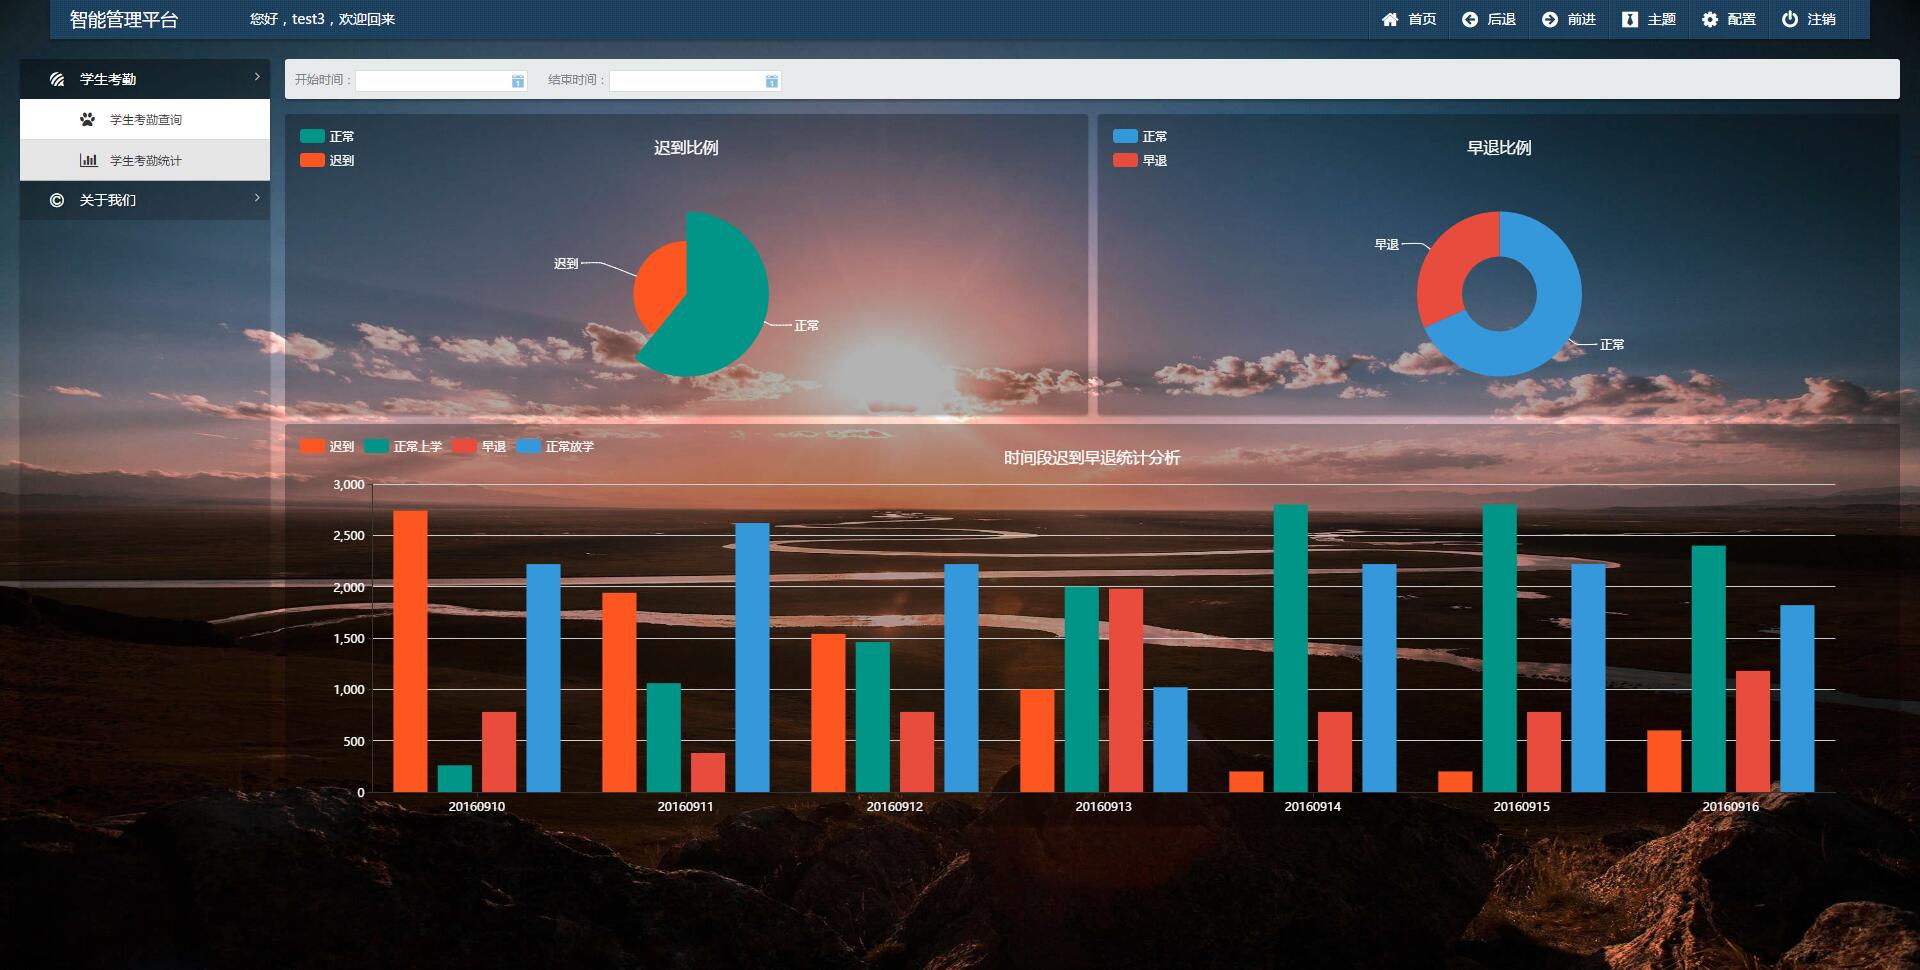 智能管理平台 您好，test3，欢迎回来 首页 后退 前进 主题 配置 注销
学生考勤
学生考勤查询
学生考勤统计
关于我们
开始时间： 结束时间：
正常
迟到
迟到比例
迟到
正常
正常
早退
早退比例
早退
正常
迟到 正常上学 早退 正常放学
时间段迟到早退统计分析
3,000
2,500
2,000
1,500
1,000
500
0
20160910 20160911 20160912 20160913 20160914 20160915 20160916